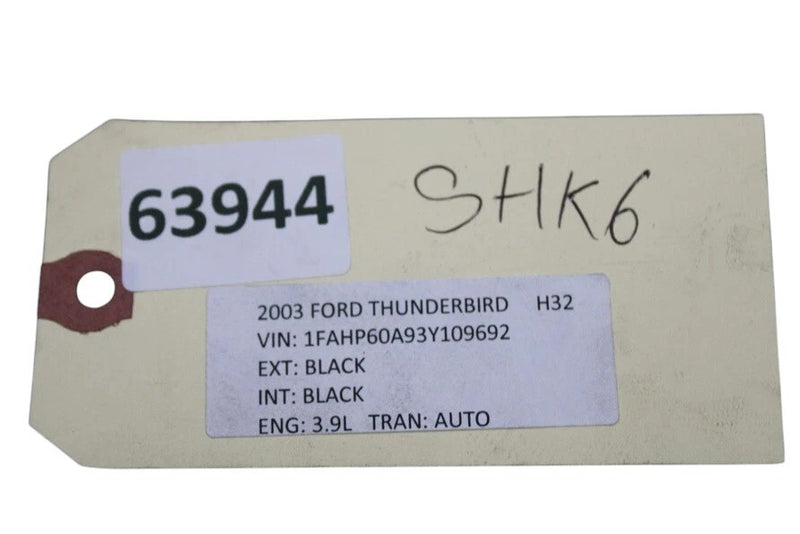 63944
SHK6
2003 FORD THUNDERBIRD H32
VIN: 1FAHP60A93Y109692
EXT: BLACK
INT: BLACK
ENG: 3.9L TRAN: AUTO